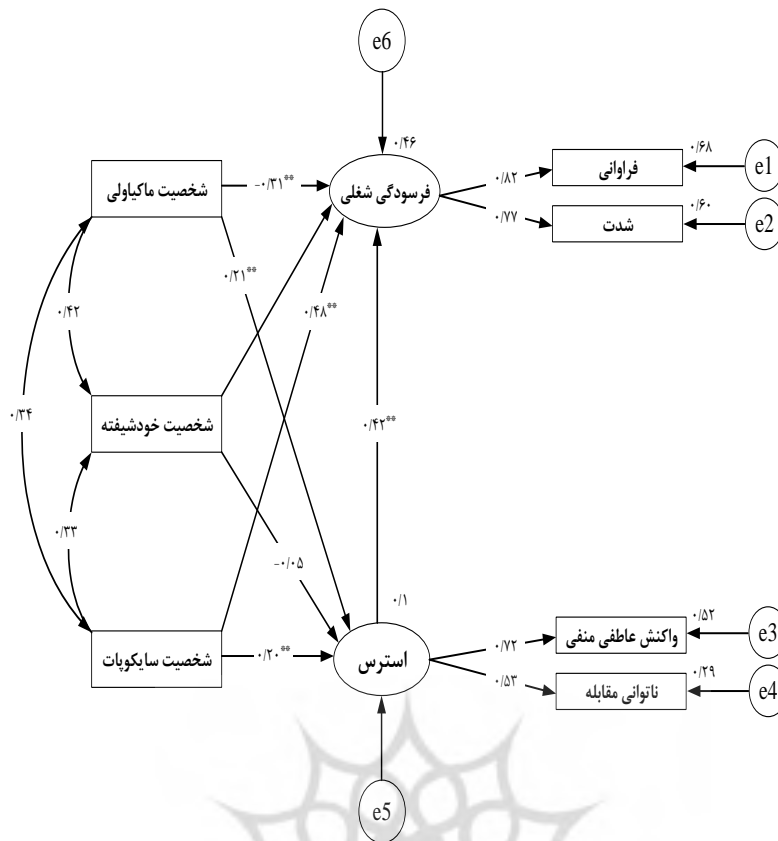 e6
۰/۴۶
۰/۶۸
شخصیت ماکیاولی
-۰/۳۱**
فرسودگی شغلی
۰/۸۲
فراوانی
e1
۰/۷۷
۰/۶۰
شدت
e2
۰/۲۱**
۰/۴۸**
۰/۴۲
۰/۳۴
شخصیت خودشیفته
۰/۴۲**
۰/۳۳
-۰/۰۵
۰/۱
۰/۵۲
شخصیت سایکوپات
۰/۲۰**
استرس
۰/۷۲
واکنش عاطفی منفی
e3
۰/۵۳
۰/۲۹
ناتوانی مقابله
e4
e5